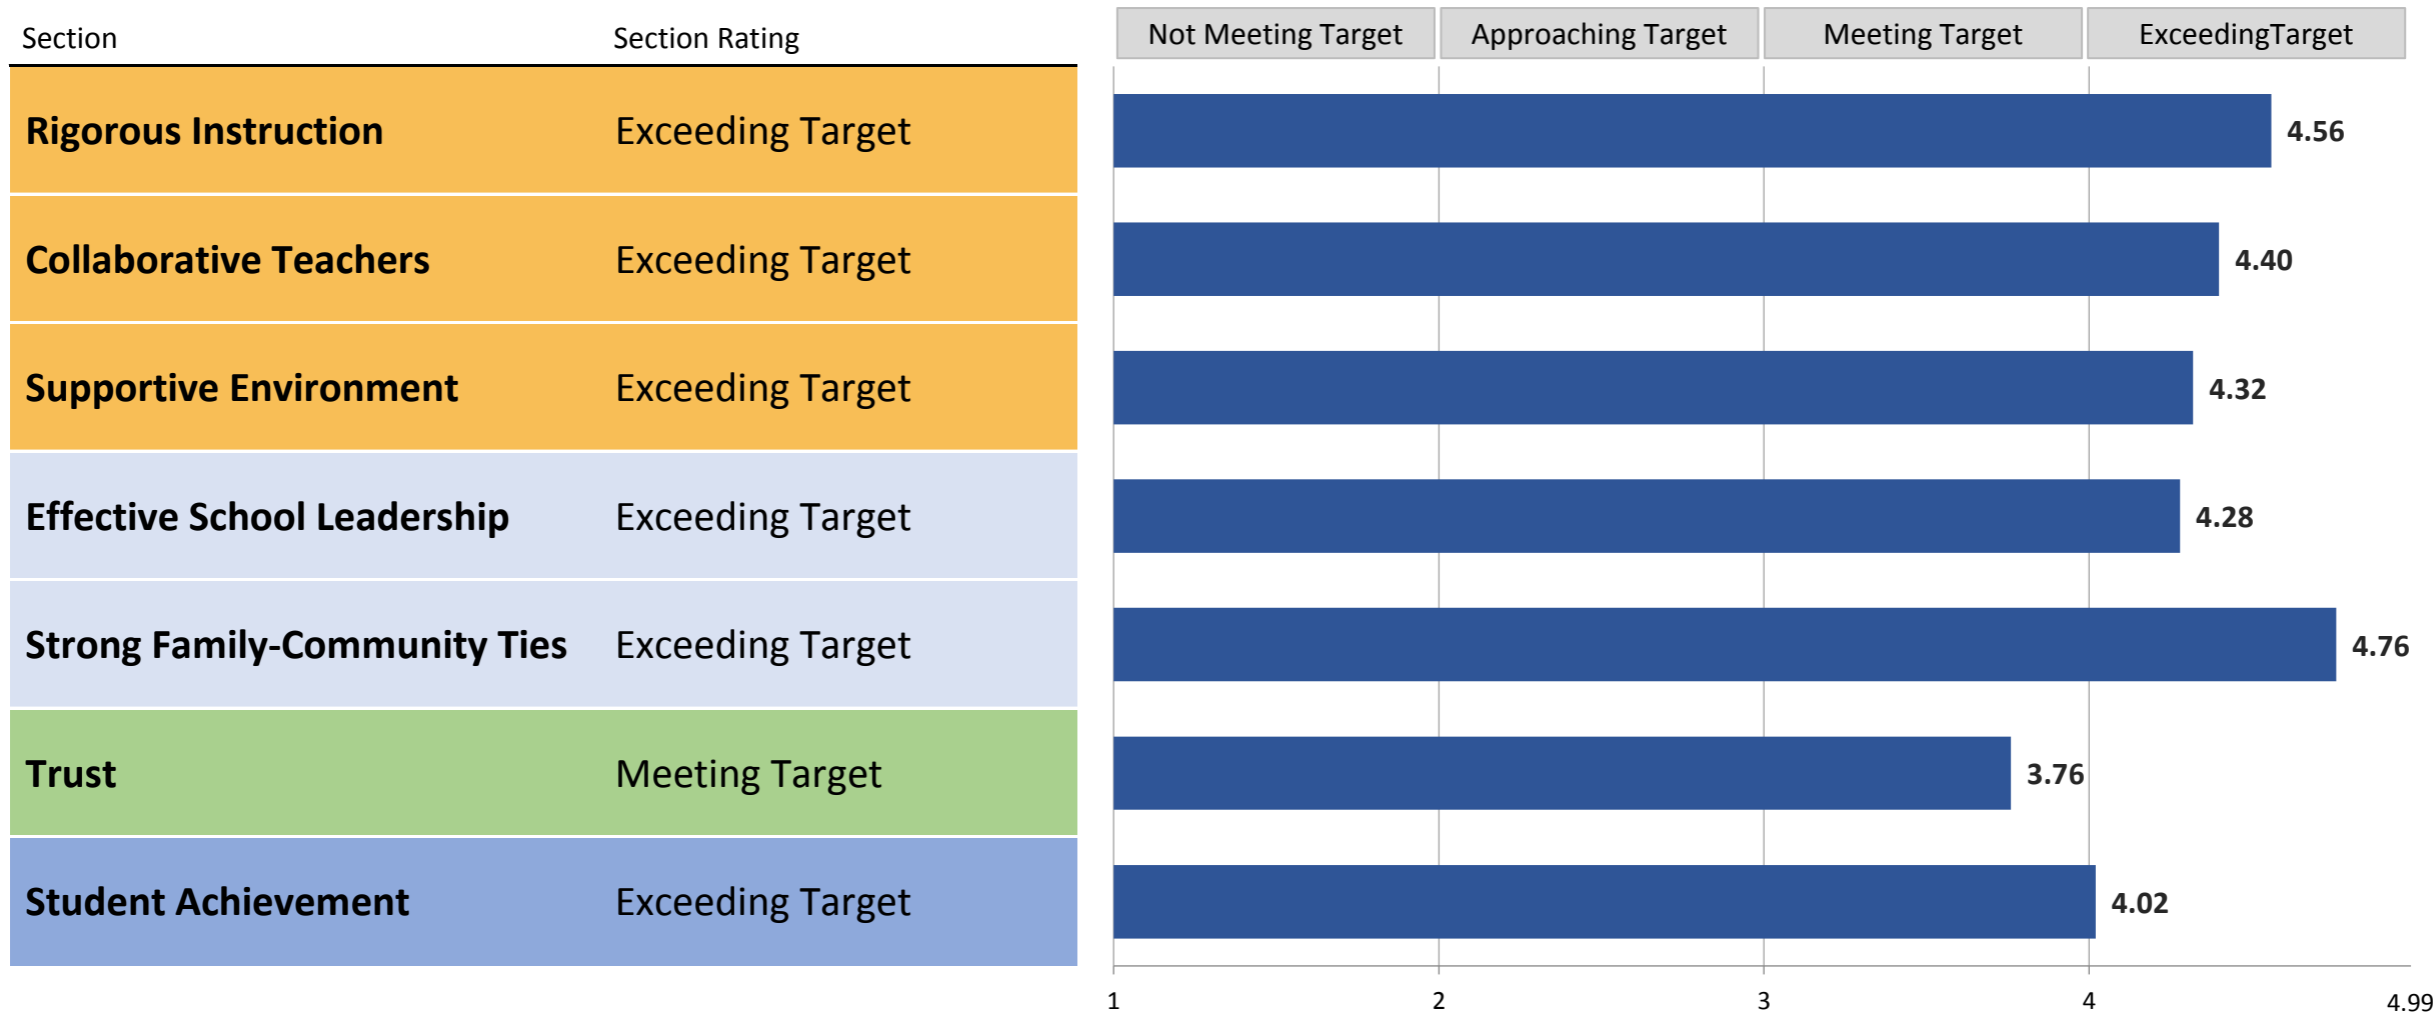 Section Section Rating Not Meeting Target Approaching Target Meeting Target ExceedingTarget
Rigorous Instruction Exceeding Target 4.56
Collaborative Teachers Exceeding Target 4.40
Supportive Environment Exceeding Target 4.32
Effective School Leadership Exceeding Target 4.28
Strong Family-Community Ties Exceeding Target 4.76
Trust Meeting Target 3.76
Student Achievement Exceeding Target 4.02
1 2 3 4 4.99